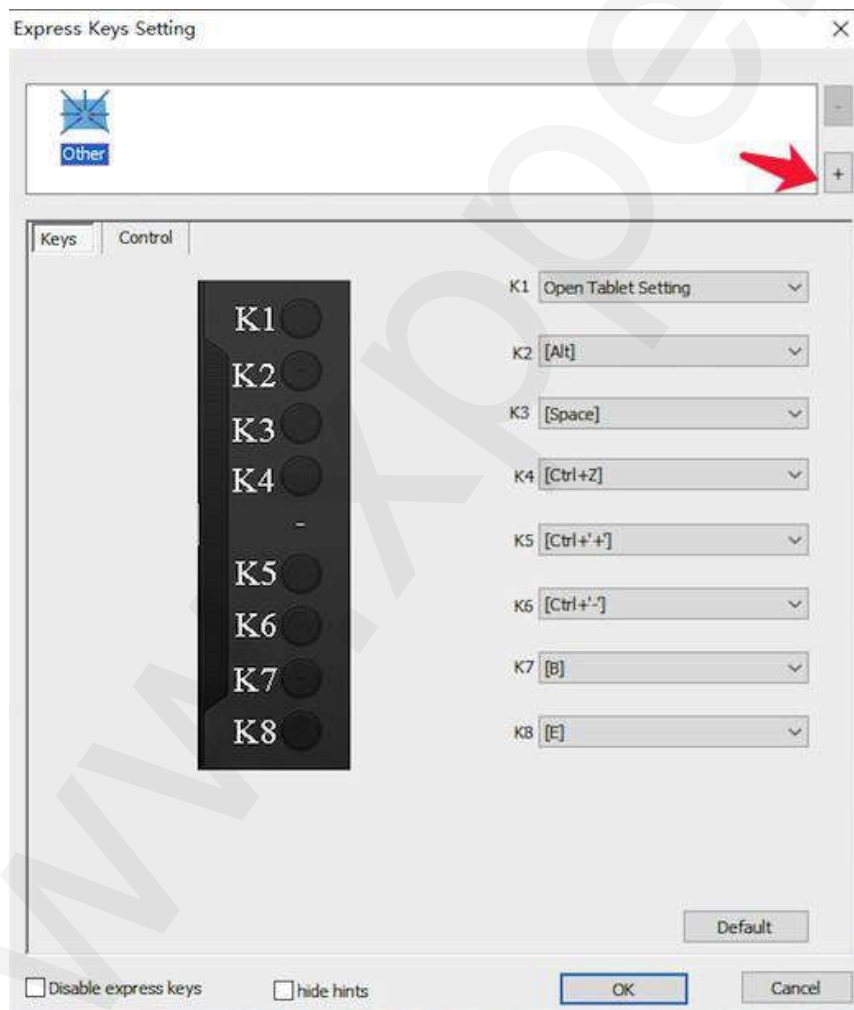 Express Keys Setting
-
Other
+
Keys Control
K1 Open Tablet Setting
K2 [Alt]
K3 [Space]
K4 [Ctrl+Z]
K5 [Ctrl+'+']
K6 [Ctrl+'-']
K7 [B]
K8 [E]
K1
K2
K3
K4
-
K5
K6
K7
K8
Default
Disable express keys hide hints OK Cancel